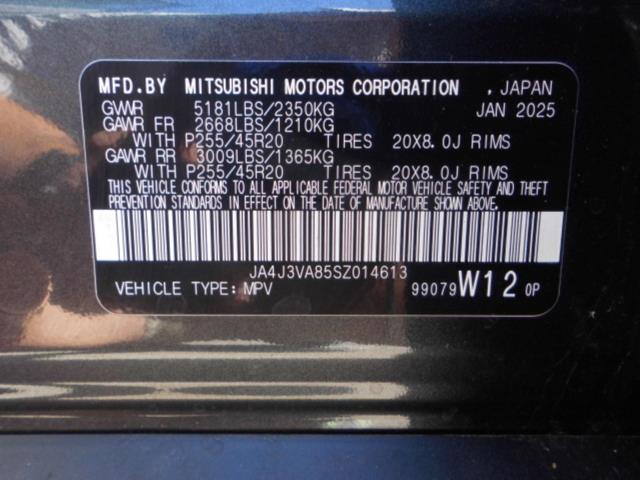 MFD.BY MITSUBISHI MOTORS CORPORATION , JAPAN
GVWR 5181LBS/2350KG JAN 2025
GAWR FR 2668LBS/1210KG
WITH P255/45R20 TIRES 20X8.0J RIMS
GAWR RR 3009LBS/1365KG
WITH P255/45R20 TIRES 20X8.0J RIMS
THIS VEHICLE CONFORMS TO ALL APPLICABLE FEDERAL MOTOR VEHICLE SAFETY AND THEFT
PREVENTION STANDARDS IN EFFECT ON THE DATE OF MANUFACTURE SHOWN ABOVE.
JA4J3VA85SZ014613
VEHICLE TYPE: MPV 99079 W12 0P